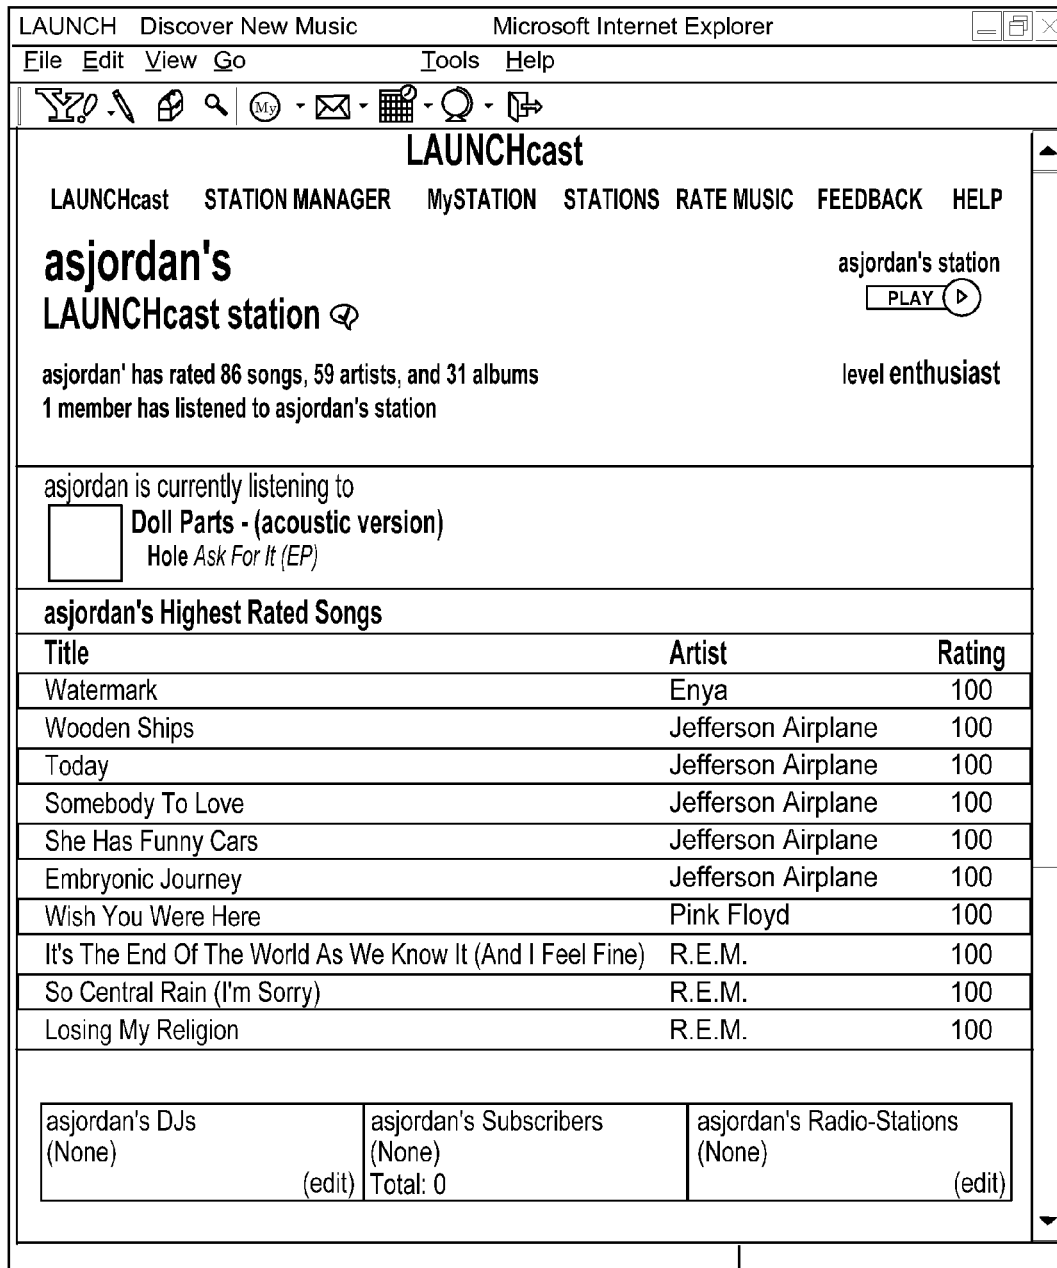 LAUNCH Discover New Music Microsoft Internet Explorer
File Edit View Go Tools Help
Y! My
LAUNCHcast
LAUNCHcast STATION MANAGER MySTATION STATIONS RATE MUSIC FEEDBACK HELP
asjordan's
LAUNCHcast station
asjordan's station
PLAY
asjordan' has rated 86 songs, 59 artists, and 31 albums
level enthusiast
1 member has listened to asjordan's station
asjordan is currently listening to
Doll Parts - (acoustic version)
Hole Ask For It (EP)
asjordan's Highest Rated Songs
Title Artist Rating
Watermark Enya 100
Wooden Ships Jefferson Airplane 100
Today Jefferson Airplane 100
Somebody To Love Jefferson Airplane 100
She Has Funny Cars Jefferson Airplane 100
Embryonic Journey Jefferson Airplane 100
Wish You Were Here Pink Floyd 100
It's The End Of The World As We Know It (And I Feel Fine) R.E.M. 100
So Central Rain (I'm Sorry) R.E.M. 100
Losing My Religion R.E.M. 100
asjordan's DJs
(None)
(edit)
asjordan's Subscribers
(None)
Total: 0
asjordan's Radio-Stations
(None)
(edit)